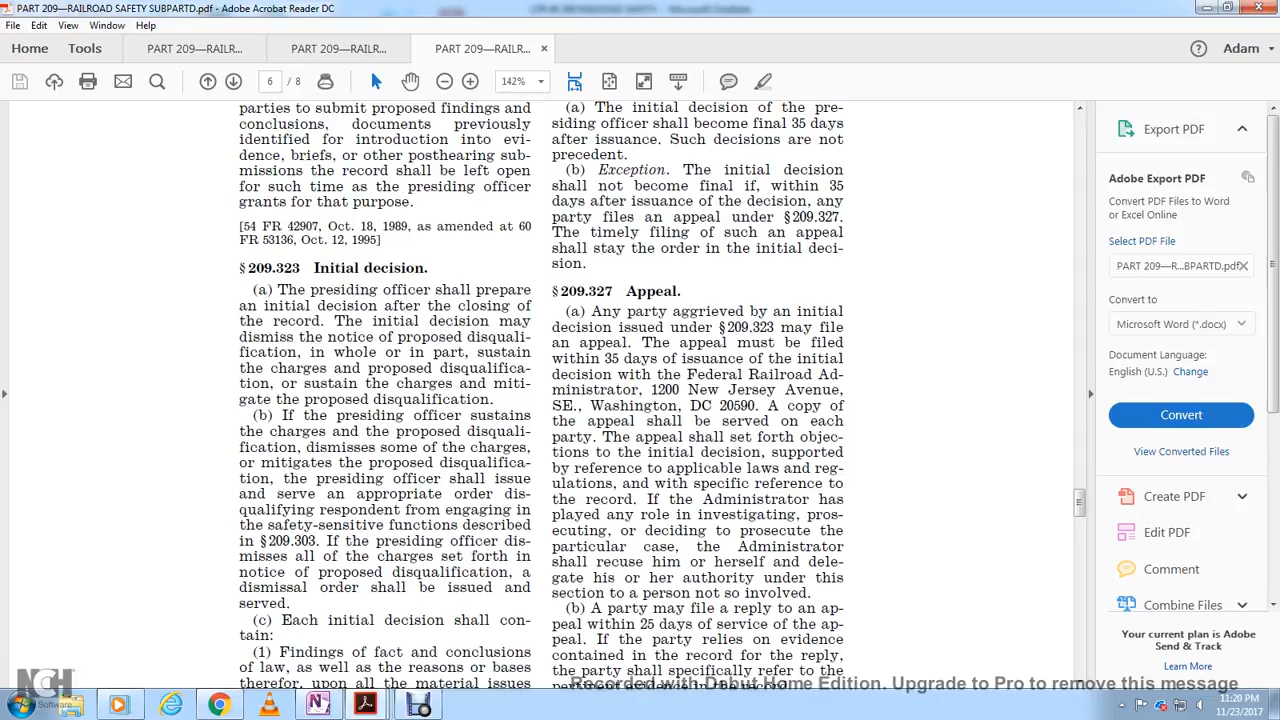 PART 209—RAILROAD SAFETY SUBPARTD.pdf - Adobe Acrobat Reader DC
File Edit View Window Help
Home Tools PART 209—RAILR... PART 209—RAILR... PART 209—RAILR... ×
Adam
6 / 8 142%
parties to submit proposed findings and
conclusions, documents previously
identified for introduction into evi-
dence, briefs, or other posthearing sub-
missions the record shall be left open
for such time as the presiding officer
grants for that purpose.
[54 FR 42907, Oct. 18, 1989, as amended at 60
FR 53136, Oct. 12, 1995]
§ 209.323 Initial decision.
(a) The presiding officer shall prepare
an initial decision after the closing of
the record. The initial decision may
dismiss the notice of proposed disquali-
fication, in whole or in part, sustain
the charges and proposed disqualifica-
tion, or sustain the charges and miti-
gate the proposed disqualification.
(b) If the presiding officer sustains
the charges and the proposed disquali-
fication, dismisses some of the charges,
or mitigates the proposed disqualifica-
tion, the presiding officer shall issue
and serve an appropriate order dis-
qualifying respondent from engaging in
the safety-sensitive functions described
in § 209.303. If the presiding officer dis-
misses all of the charges set forth in
notice of proposed disqualification, a
dismissal order shall be issued and
served.
(c) Each initial decision shall con-
tain:
(1) Findings of fact and conclusions
of law, as well as the reasons or bases
therefor, upon all the material issues
(a) The initial decision of the pre-
siding officer shall become final 35 days
after issuance. Such decisions are not
precedent.
(b) Exception. The initial decision
shall not become final if, within 35
days after issuance of the decision, any
party files an appeal under § 209.327.
The timely filing of such an appeal
shall stay the order in the initial deci-
sion.
§ 209.327 Appeal.
(a) Any party aggrieved by an initial
decision issued under § 209.323 may file
an appeal. The appeal must be filed
within 35 days of issuance of the initial
decision with the Federal Railroad Ad-
ministrator, 1200 New Jersey Avenue,
SE., Washington, DC 20590. A copy of
the appeal shall be served on each
party. The appeal shall set forth objec-
tions to the initial decision, supported
by reference to applicable laws and reg-
ulations, and with specific reference to
the record. If the Administrator has
played any role in investigating, pros-
ecuting, or deciding to prosecute the
particular case, the Administrator
shall recuse him or herself and dele-
gate his or her authority under this
section to a person not so involved.
(b) A party may file a reply to an ap-
peal within 25 days of service of the ap-
peal. If the party relies on evidence
contained in the record for the reply,
the party shall specifically refer to the
Export PDF
Adobe Export PDF
Convert PDF Files to Word
or Excel Online
Select PDF File
PART 209—R...BPARTD.pdf
Convert to
Microsoft Word (*.docx)
Document Language:
English (U.S.) Change
Convert
View Converted Files
Create PDF
Edit PDF
Comment
Combine Files
Your current plan is Adobe
Send & Track
Learn More
Recorded with Debut Home Edition. Upgrade to Pro to remove this message
NCH
Software
11:20 PM
11/23/2017